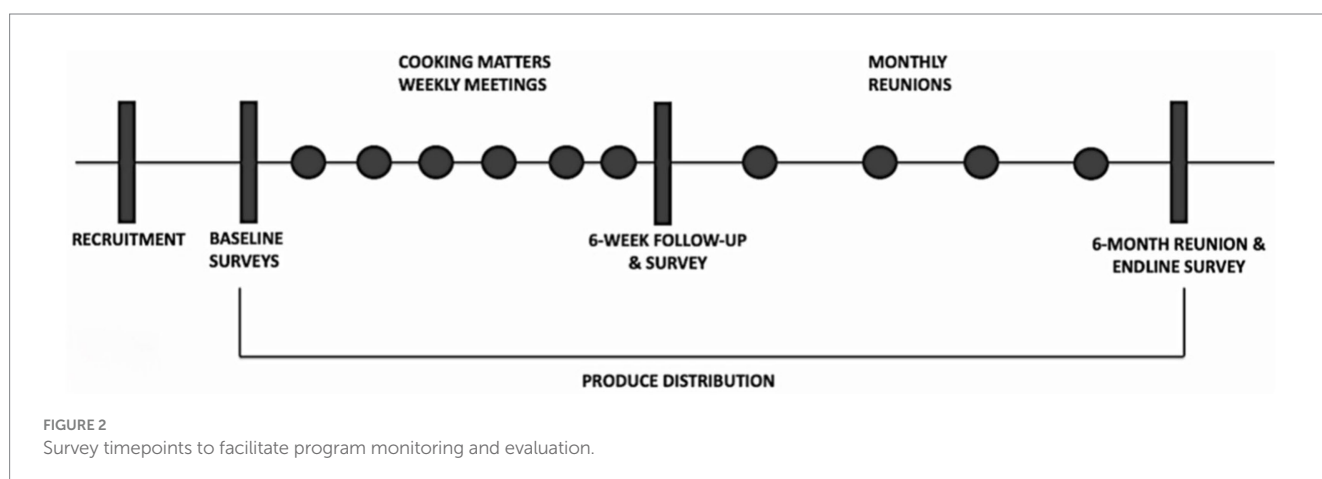 COOKING MATTERS
WEEKLY MEETINGS
MONTHLY
REUNIONS
RECRUITMENT
BASELINE
SURVEYS
6-WEEK FOLLOW-UP
& SURVEY
6-MONTH REUNION &
ENDLINE SURVEY
PRODUCE DISTRIBUTION
FIGURE 2
Survey timepoints to facilitate program monitoring and evaluation.